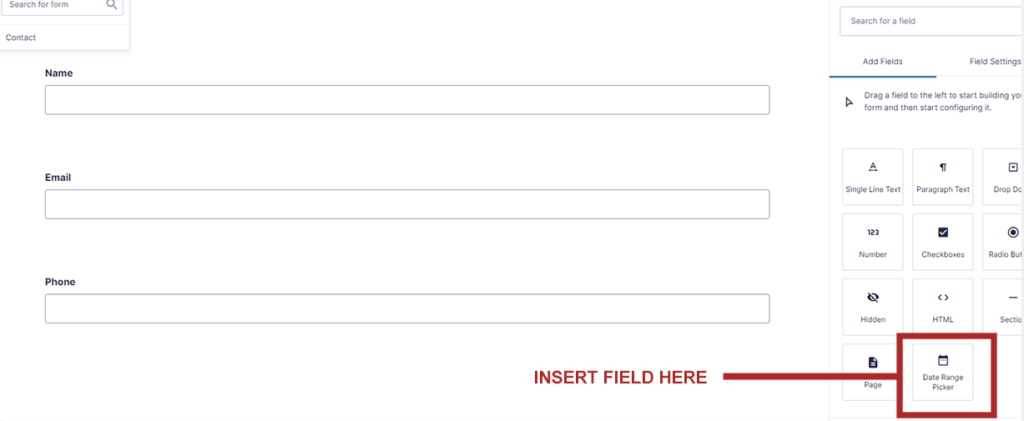 Search for form
Contact
Name
Email
Phone
Search for a field
Add Fields
Field Settings
Drag a field to the left to start building you
form and then start configuring it.
Single Line Text
Paragraph Text
Drop Do
123
Number
Checkboxes
Radio But
Hidden
HTML
Sectio
Page
Date Range
Picker
INSERT FIELD HERE